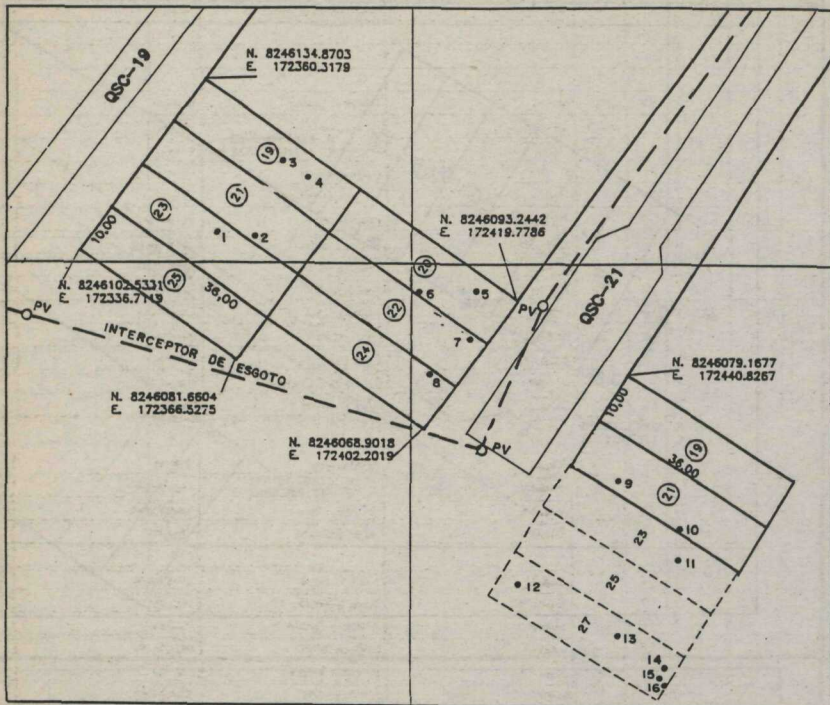 N. 8246134.8703
E. 172360.3179
QSC-19
19
3
4
21
23
1
2
10,00
N. 8246093.2442
E. 172419.7786
20
5
6
22
7
8
24
N. 8246102.5331
E. 172336.7149
25
36,00
PV
PV
QSC-21
INTERCEPTOR DE ESGOTO
N. 8246081.6604
E. 172366.5275
N. 8246068.9018
E. 172402.2019
PV
N. 8246079.1677
E. 172440.8267
10,00
19
36,00
9
21
10
23
11
25
12
27
13
14
15
16